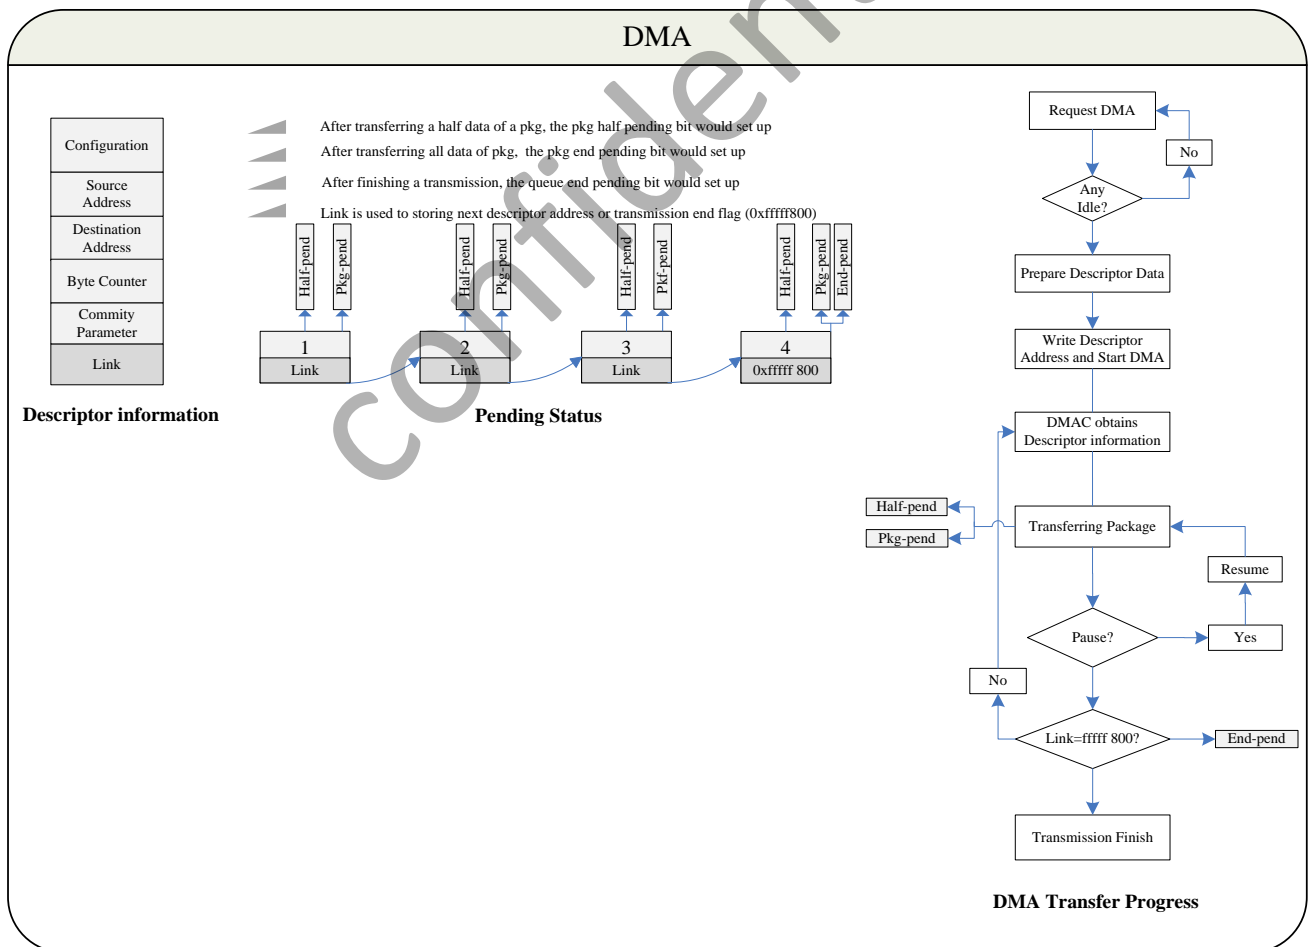 DMA
Configuration
Source
Address
Destination
Address
Byte Counter
Commity
Parameter
Link
Descriptor information
After transferring a half data of a pkg, the pkg half pending bit would set up
After transferring all data of pkg, the pkg end pending bit would set up
After finishing a transmission, the queue end pending bit would set up
Link is used to storing next descriptor address or transmission end flag (0xfffff800)
Half-pend
Pkg-pend
Half-pend
Pkg-pend
Half-pend
Pkf-pend
Half-pend
Pkg-pend
End-pend
1
Link
2
Link
3
Link
4
0xfffff 800
Pending Status
Request DMA
No
Any
Idle?
Prepare Descriptor Data
Write Descriptor
Address and Start DMA
DMAC obtains
Descriptor information
Half-pend
Pkg-pend
Transferring Package
Resume
Pause?
Yes
No
Link=fffff 800?
End-pend
Transmission Finish
DMA Transfer Progress
confiden